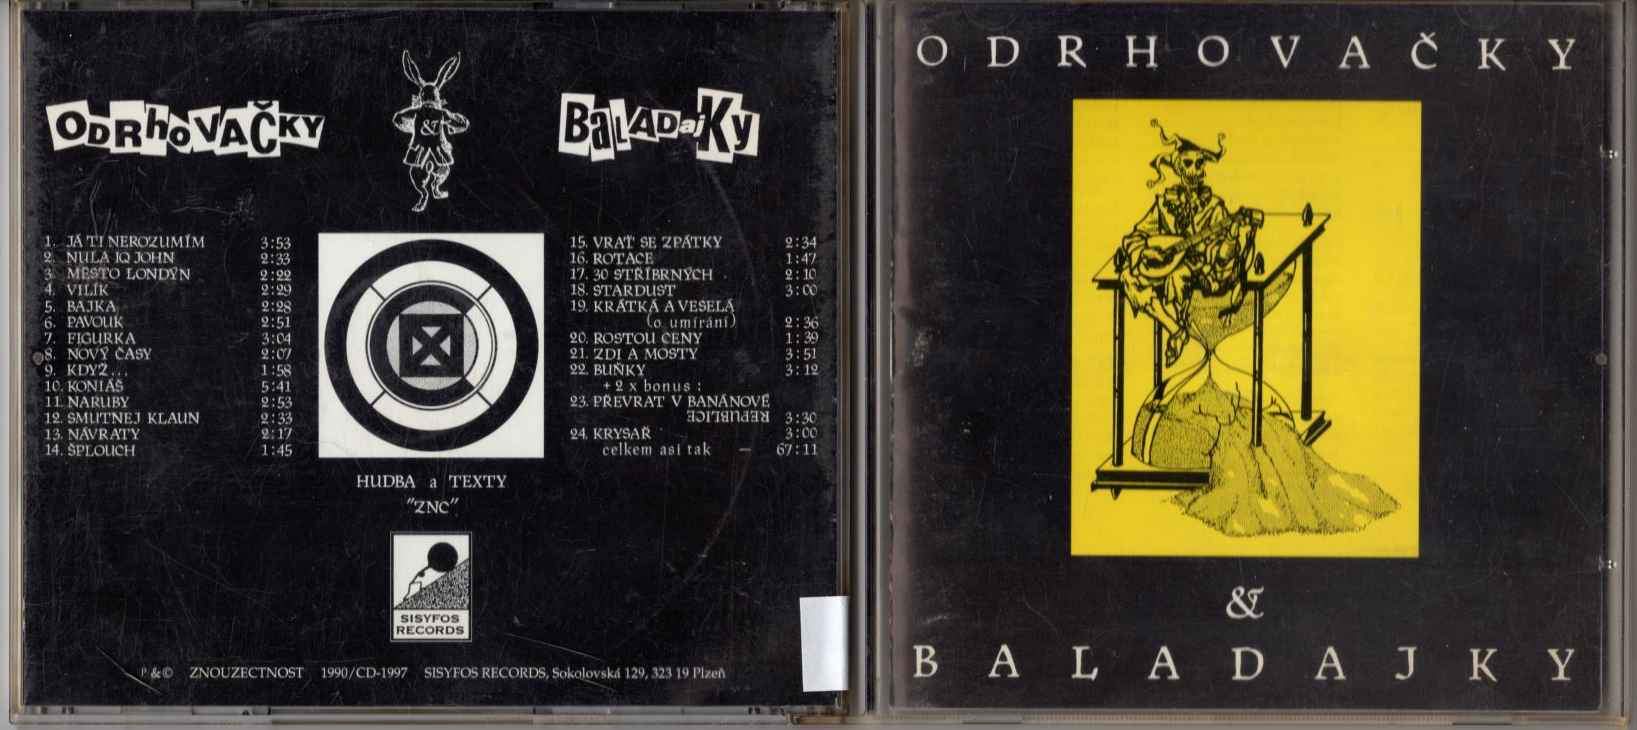 ODRHOVAČKY
&
BALADAJKY
1. JÁ TI NEROZUMÍM 3:53
2. NULA IQ JOHN 2:33
3. MĚSTO LONDÝN 2:22
4. VILÍK 2:29
5. BAJKA 2:28
6. PAVOUK 2:51
7. FIGURKA 3:04
8. NOVÝ ČASY 2:07
9. KDYŽ... 1:58
10. KONIÁŠ 5:41
11. NARUBY 2:53
12. SMUTNEJ KLAUN 2:33
13. NÁVRATY 2:17
14. ŠPLOUCH 1:45
15. VRAŤ SE ZPÁTKY 2:34
16. ROTACE 1:47
17. 30 STŘÍBRNÝCH 2:10
18. STARDUST 3:00
19. KRÁTKÁ A VESELÁ
(o umírání) 2:36
20. ROSTOU CENY 1:39
21. ZDI A MOSTY 3:51
22. BUŇKY 3:12
+ 2 x bonus :
23. PŘEVRAT V BANÁNOVÉ
REPUBLICE 3:30
24. KRYSAŘ 3:00
celkem asi tak — 67:11
HUDBA a TEXTY
"ZNC"
SISYFOS
RECORDS
℗ & © ZNOUZECTNOST 1990/CD-1997 SISYFOS RECORDS, Sokolovská 129, 323 19 Plzeň
ODRHOVAČKY
&
BALADAJKY